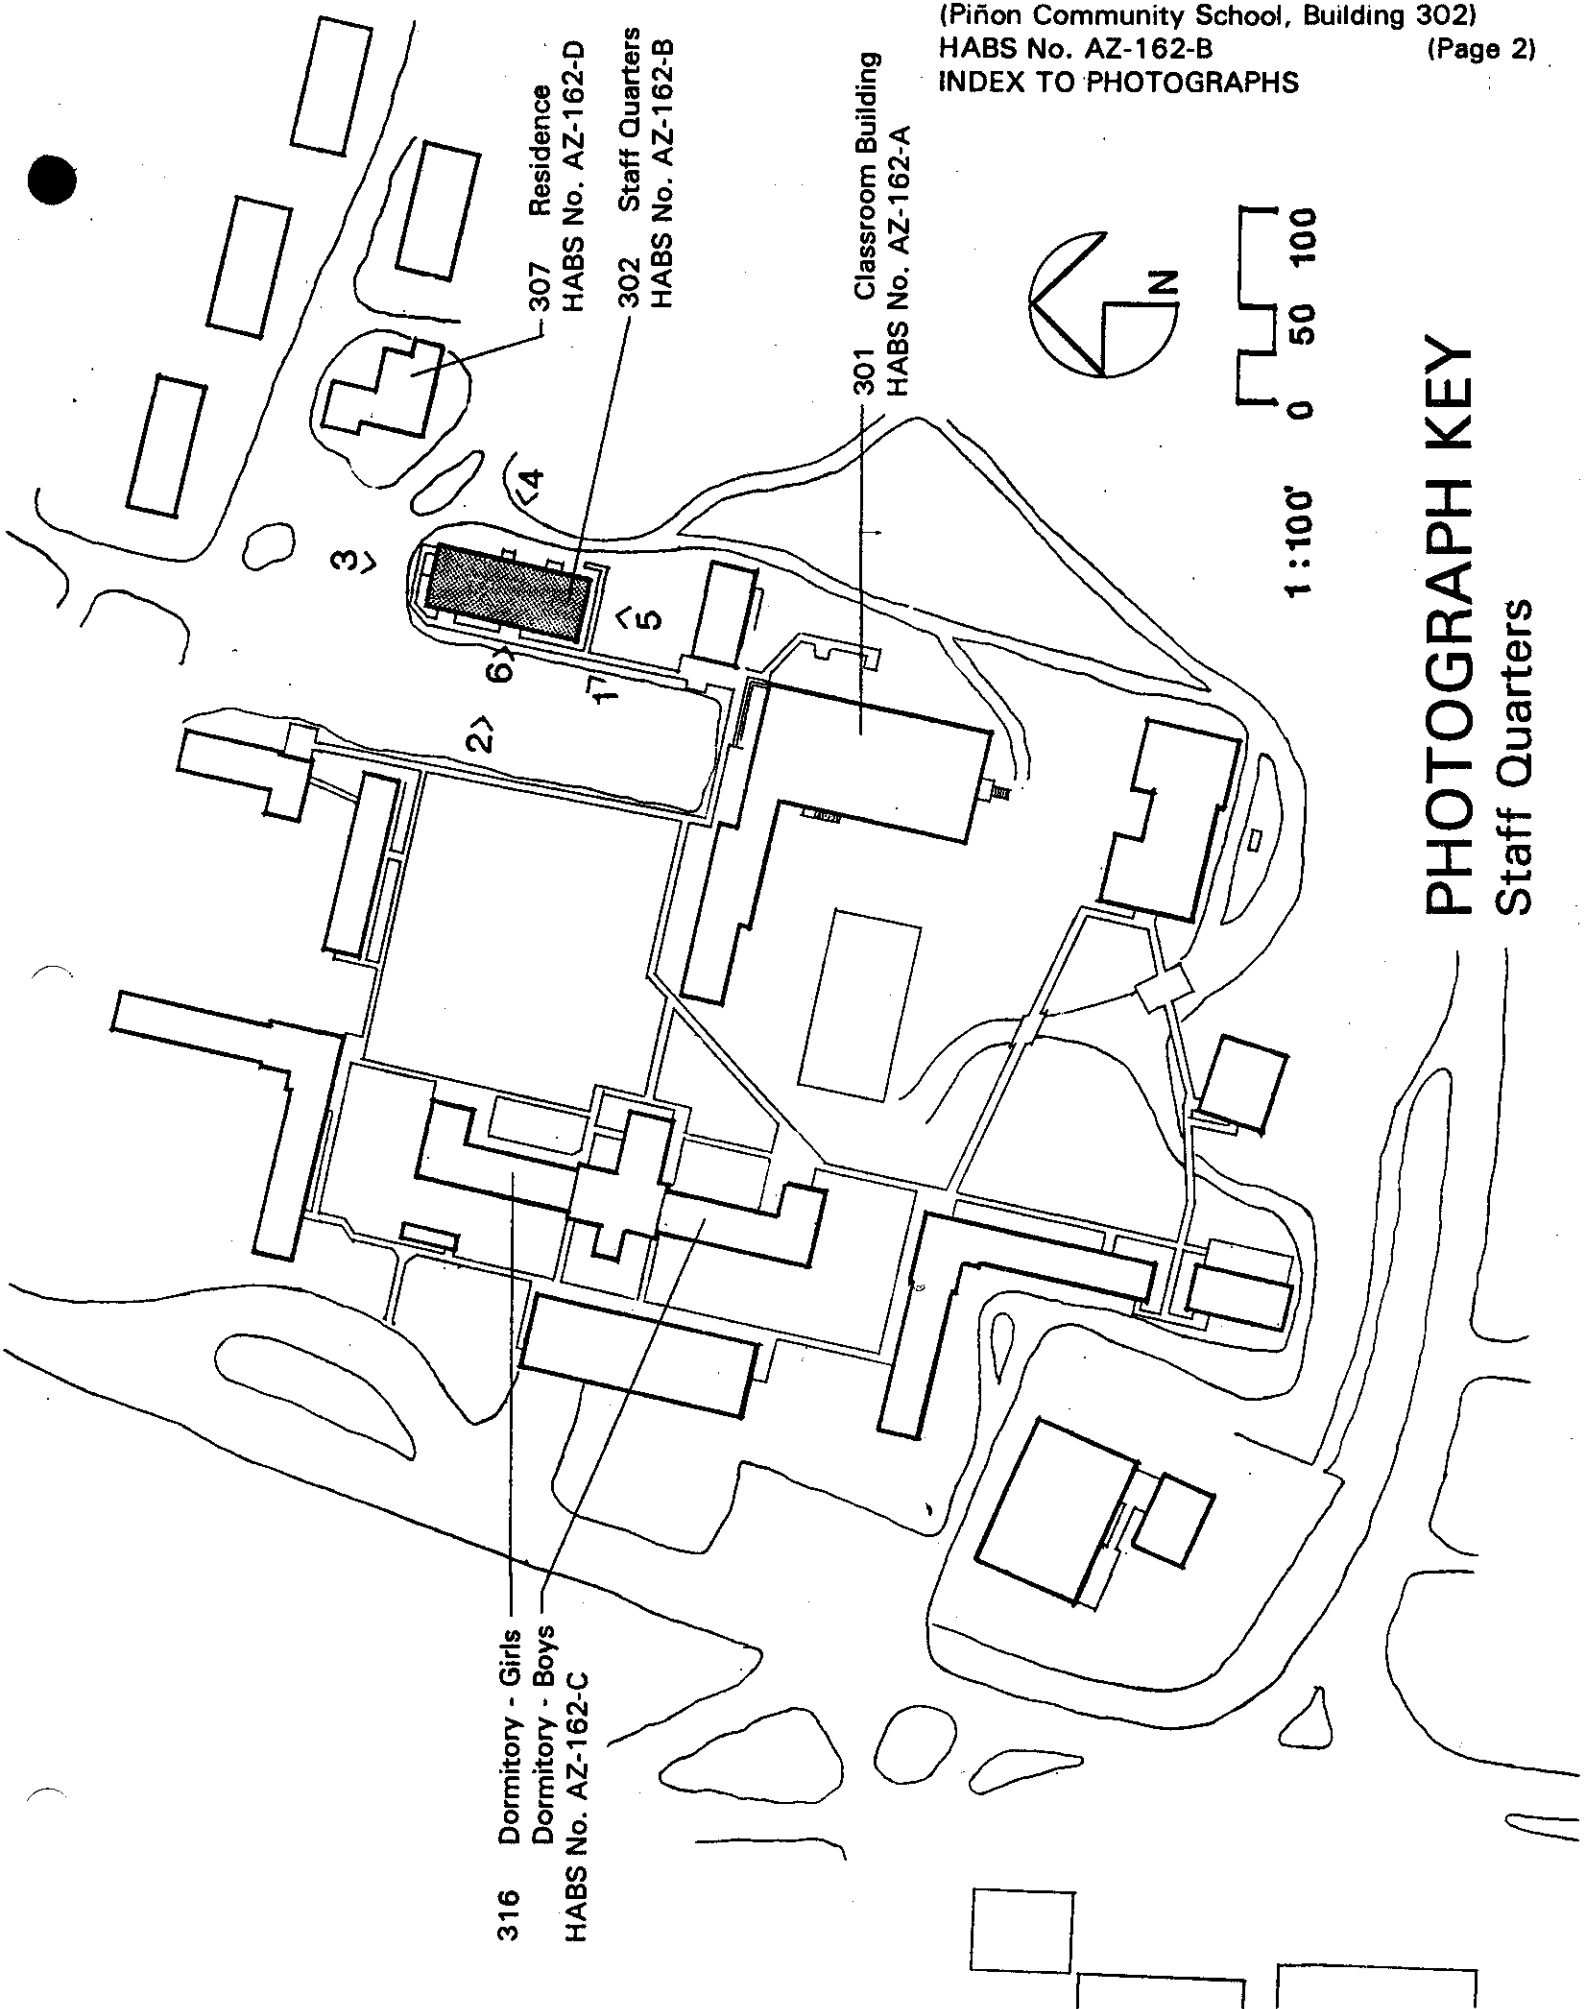 (Piñon Community School, Building 302)
HABS No. AZ-162-B (Page 2)
INDEX TO PHOTOGRAPHS
307 Residence
HABS No. AZ-162-D
302 Staff Quarters
HABS No. AZ-162-B
301 Classroom Building
HABS No. AZ-162-A
316 Dormitory - Girls
Dormitory - Boys
HABS No. AZ-162-C
1
2
3
4
5
6
N
0 50 100
1:100'
PHOTOGRAPH KEY
Staff Quarters